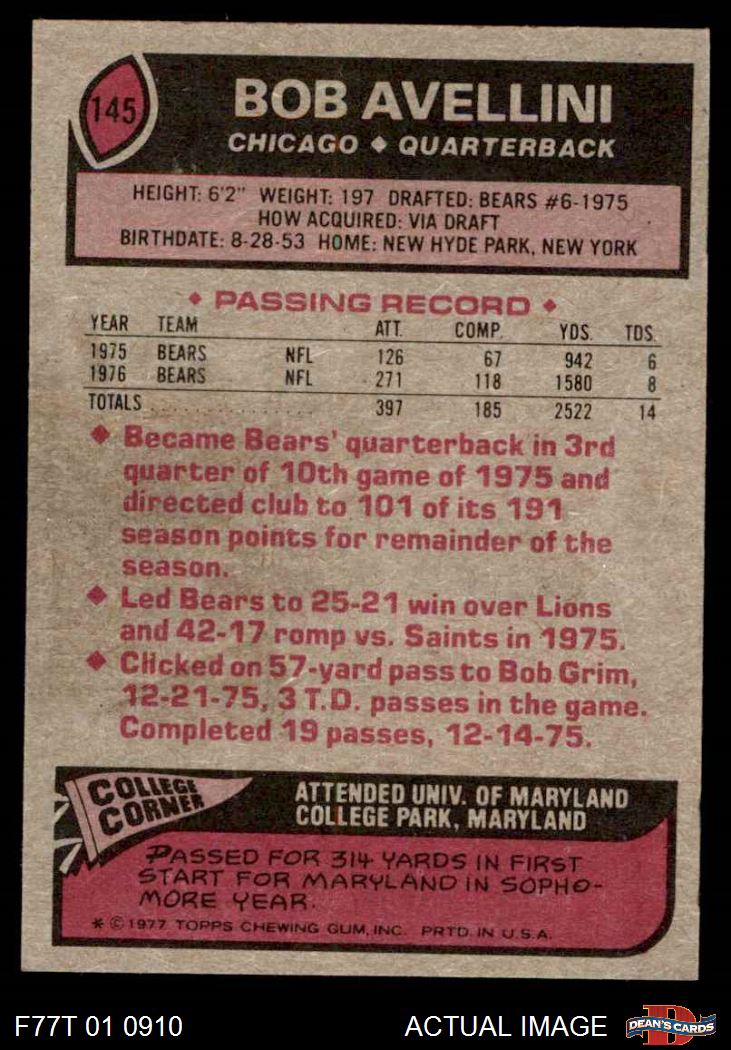 145
BOB AVELLINI
CHICAGO ♦ QUARTERBACK
HEIGHT: 6'2" WEIGHT: 197 DRAFTED: BEARS #6-1975
HOW ACQUIRED: VIA DRAFT
BIRTHDATE: 8-28-53 HOME: NEW HYDE PARK, NEW YORK
♦ PASSING RECORD ♦
YEAR TEAM ATT. COMP. YDS. TDS.
1975 BEARS NFL 126 67 942 6
1976 BEARS NFL 271 118 1580 8
TOTALS 397 185 2522 14
♦ Became Bears' quarterback in 3rd
quarter of 10th game of 1975 and
directed club to 101 of its 191
season points for remainder of the
season.
♦ Led Bears to 25-21 win over Lions
and 42-17 romp vs. Saints in 1975.
♦ Clicked on 57-yard pass to Bob Grim,
12-21-75, 3 T.D. passes in the game.
Completed 19 passes, 12-14-75.
COLLEGE
CORNER
ATTENDED UNIV. OF MARYLAND
COLLEGE PARK, MARYLAND
PASSED FOR 314 YARDS IN FIRST
START FOR MARYLAND IN SOPHO-
MORE YEAR.
* © 1977 TOPPS CHEWING GUM, INC. PRTD. IN U.S.A.
F77T 01 0910
ACTUAL IMAGE
D
DEAN'S CARDS